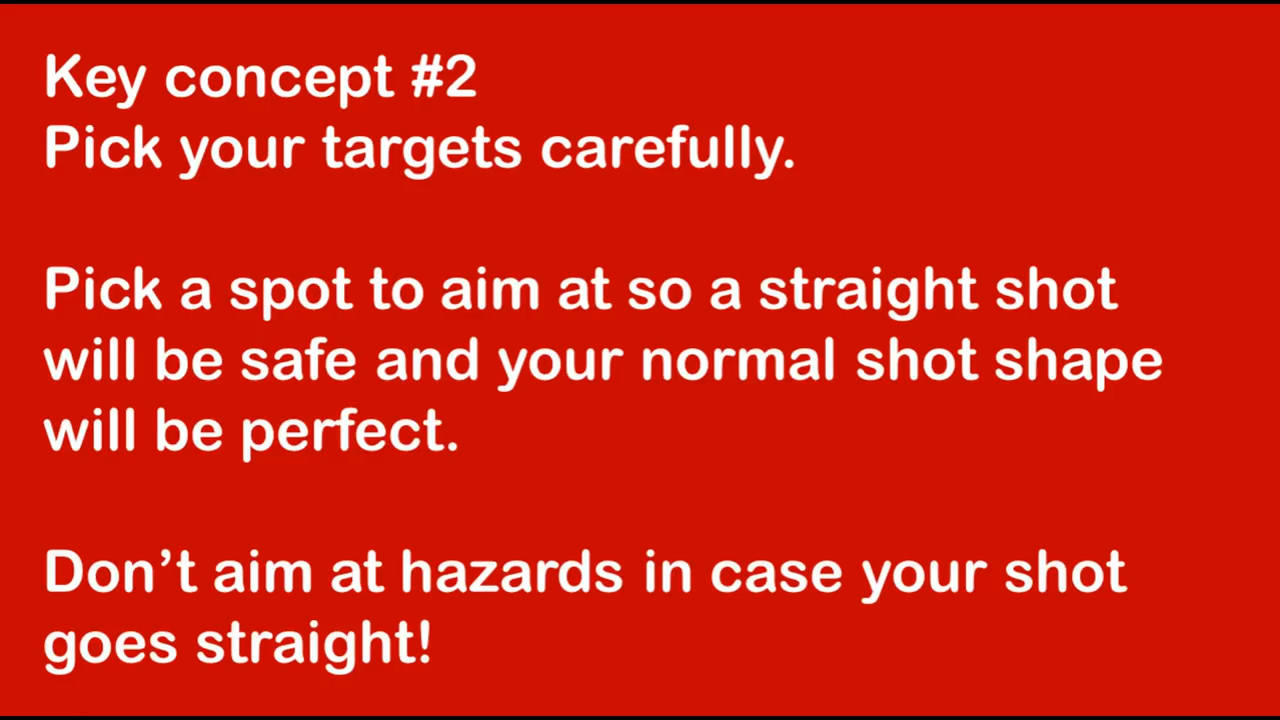 Key concept #2
Pick your targets carefully.
Pick a spot to aim at so a straight shot
will be safe and your normal shot shape
will be perfect.
Don’t aim at hazards in case your shot
goes straight!